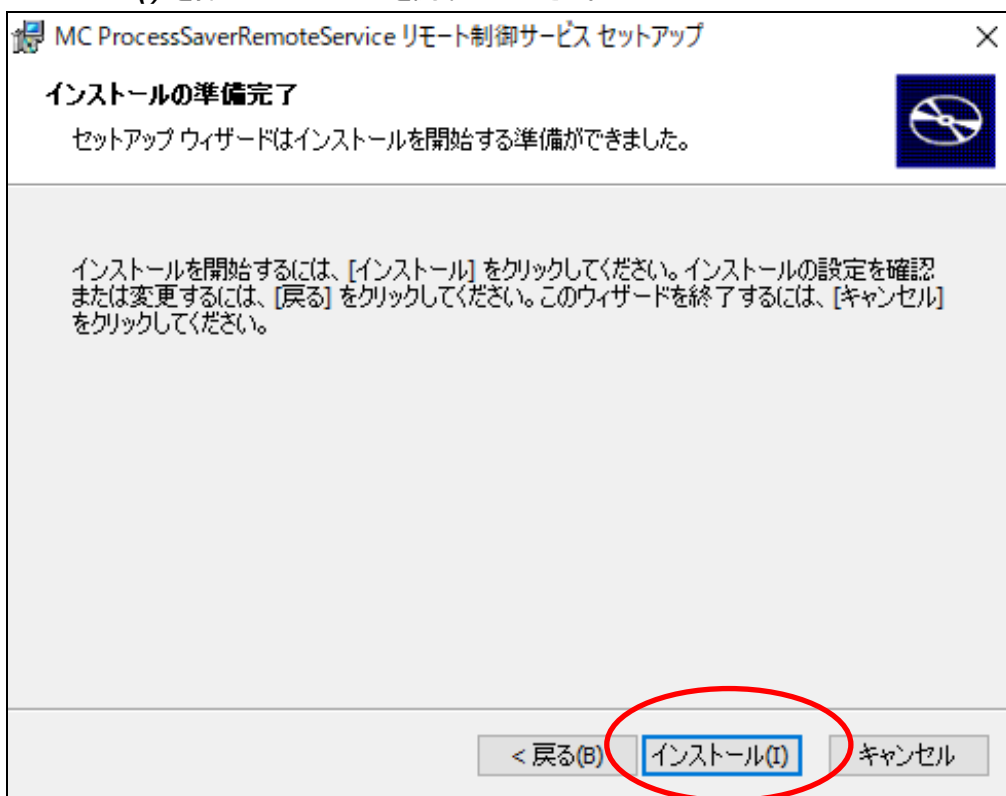 MC ProcessSaverRemoteService リモート制御サービス セットアップ
インストールの準備完了
セットアップ ウィザードはインストールを開始する準備ができました。
インストールを開始するには、[インストール] をクリックしてください。インストールの設定を確認
または変更するには、[戻る] をクリックしてください。このウィザードを終了するには、[キャンセル]
をクリックしてください。
< 戻る(B) インストール(I) キャンセル